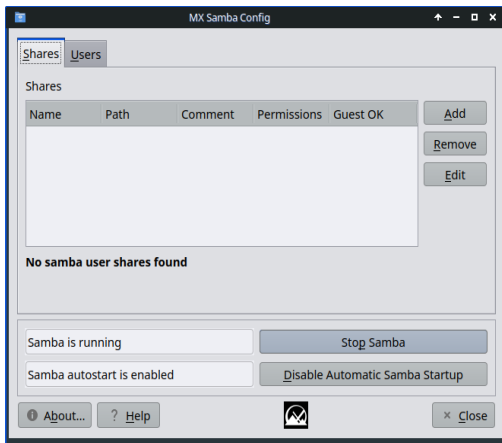 MX Samba Config
Shares Users
Shares
Name Path Comment Permissions Guest OK
Add
Remove
Edit
No samba user shares found
Samba is running
Stop Samba
Samba autostart is enabled
Disable Automatic Samba Startup
About... ? Help
Close